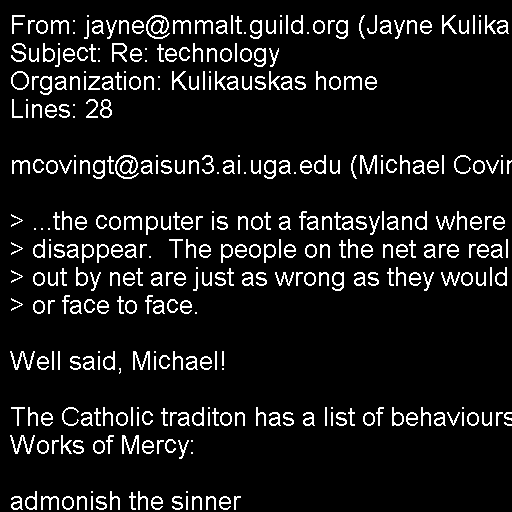 From: jayne@mmalt.guild.org (Jayne Kulika
Subject: Re: technology
Organization: Kulikauskas home
Lines: 28
mcovingt@aisun3.ai.uga.edu (Michael Covin
> ...the computer is not a fantasyland where
> disappear.  The people on the net are real
> out by net are just as wrong as they would
> or face to face.
Well said, Michael!
The Catholic traditon has a list of behaviours
Works of Mercy:
admonish the sinner